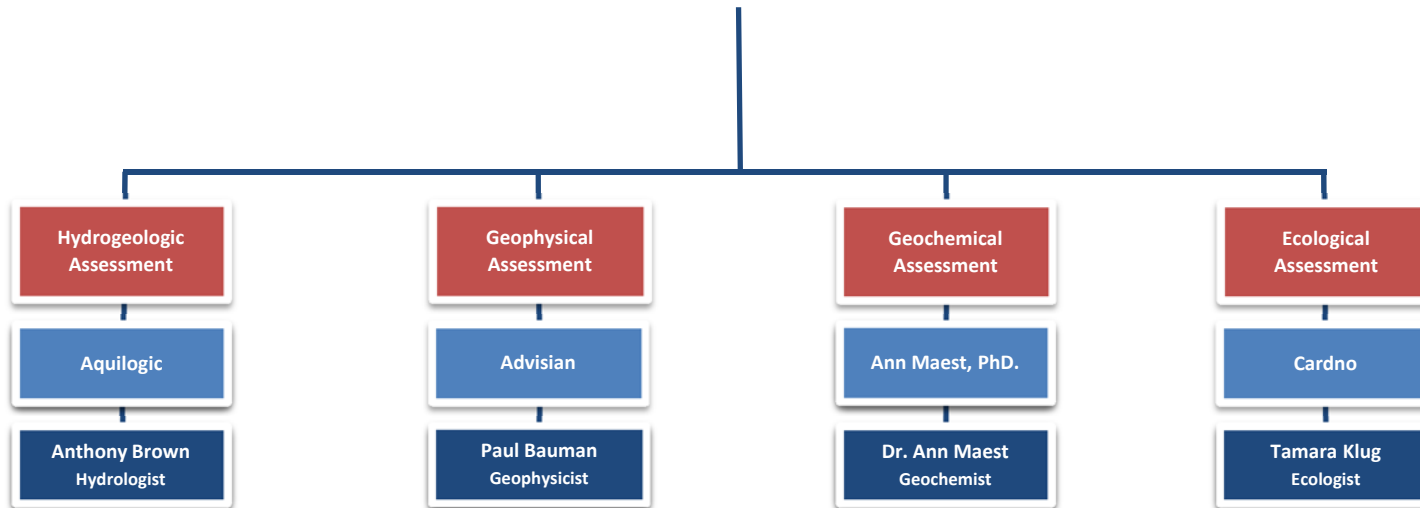 Hydrogeologic
Assessment
Geophysical
Assessment
Geochemical
Assessment
Ecological
Assessment
Aquilogic
Advisian
Ann Maest, PhD.
Cardno
Anthony Brown
Hydrologist
Paul Bauman
Geophysicist
Dr. Ann Maest
Geochemist
Tamara Klug
Ecologist